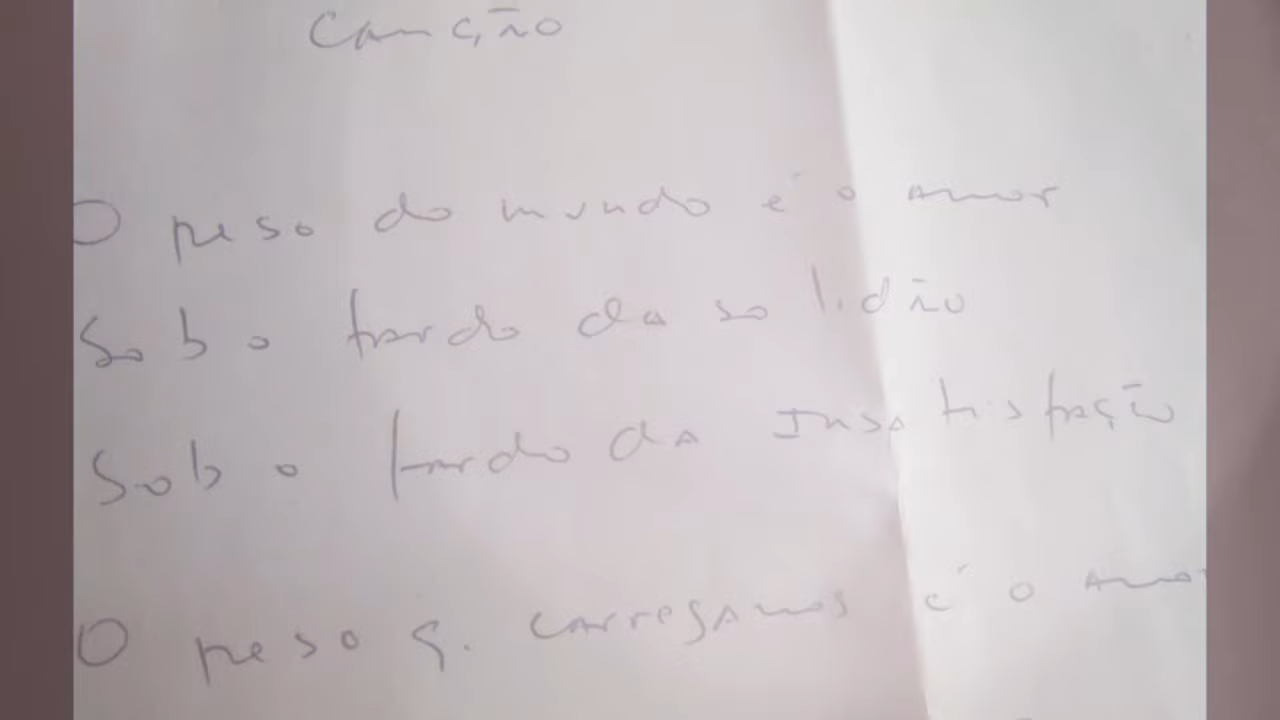 Canção
O peso do mundo é o amor
Sob o fardo da solidão
Sob o fardo da Insatisfação
O peso q. carregamos é o amor